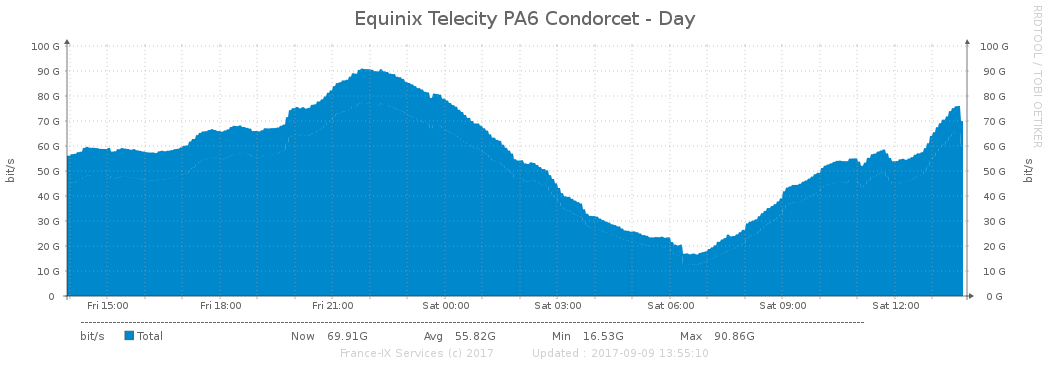 Equinix Telecity PA6 Condorcet - Day
RRDTOOL / TOBI OETIKER
bit/s
100 G
90 G
80 G
70 G
60 G
50 G
40 G
30 G
20 G
10 G
0
100 G
90 G
80 G
70 G
60 G
50 G
40 G
30 G
20 G
10 G
0 G
bit/s
Fri 15:00 Fri 18:00 Fri 21:00 Sat 00:00 Sat 03:00 Sat 06:00 Sat 09:00 Sat 12:00
bit/s Total Now 69.91G Avg 55.82G Min 16.53G Max 90.86G
France-IX Services (c) 2017 Updated : 2017-09-09 13:55:10